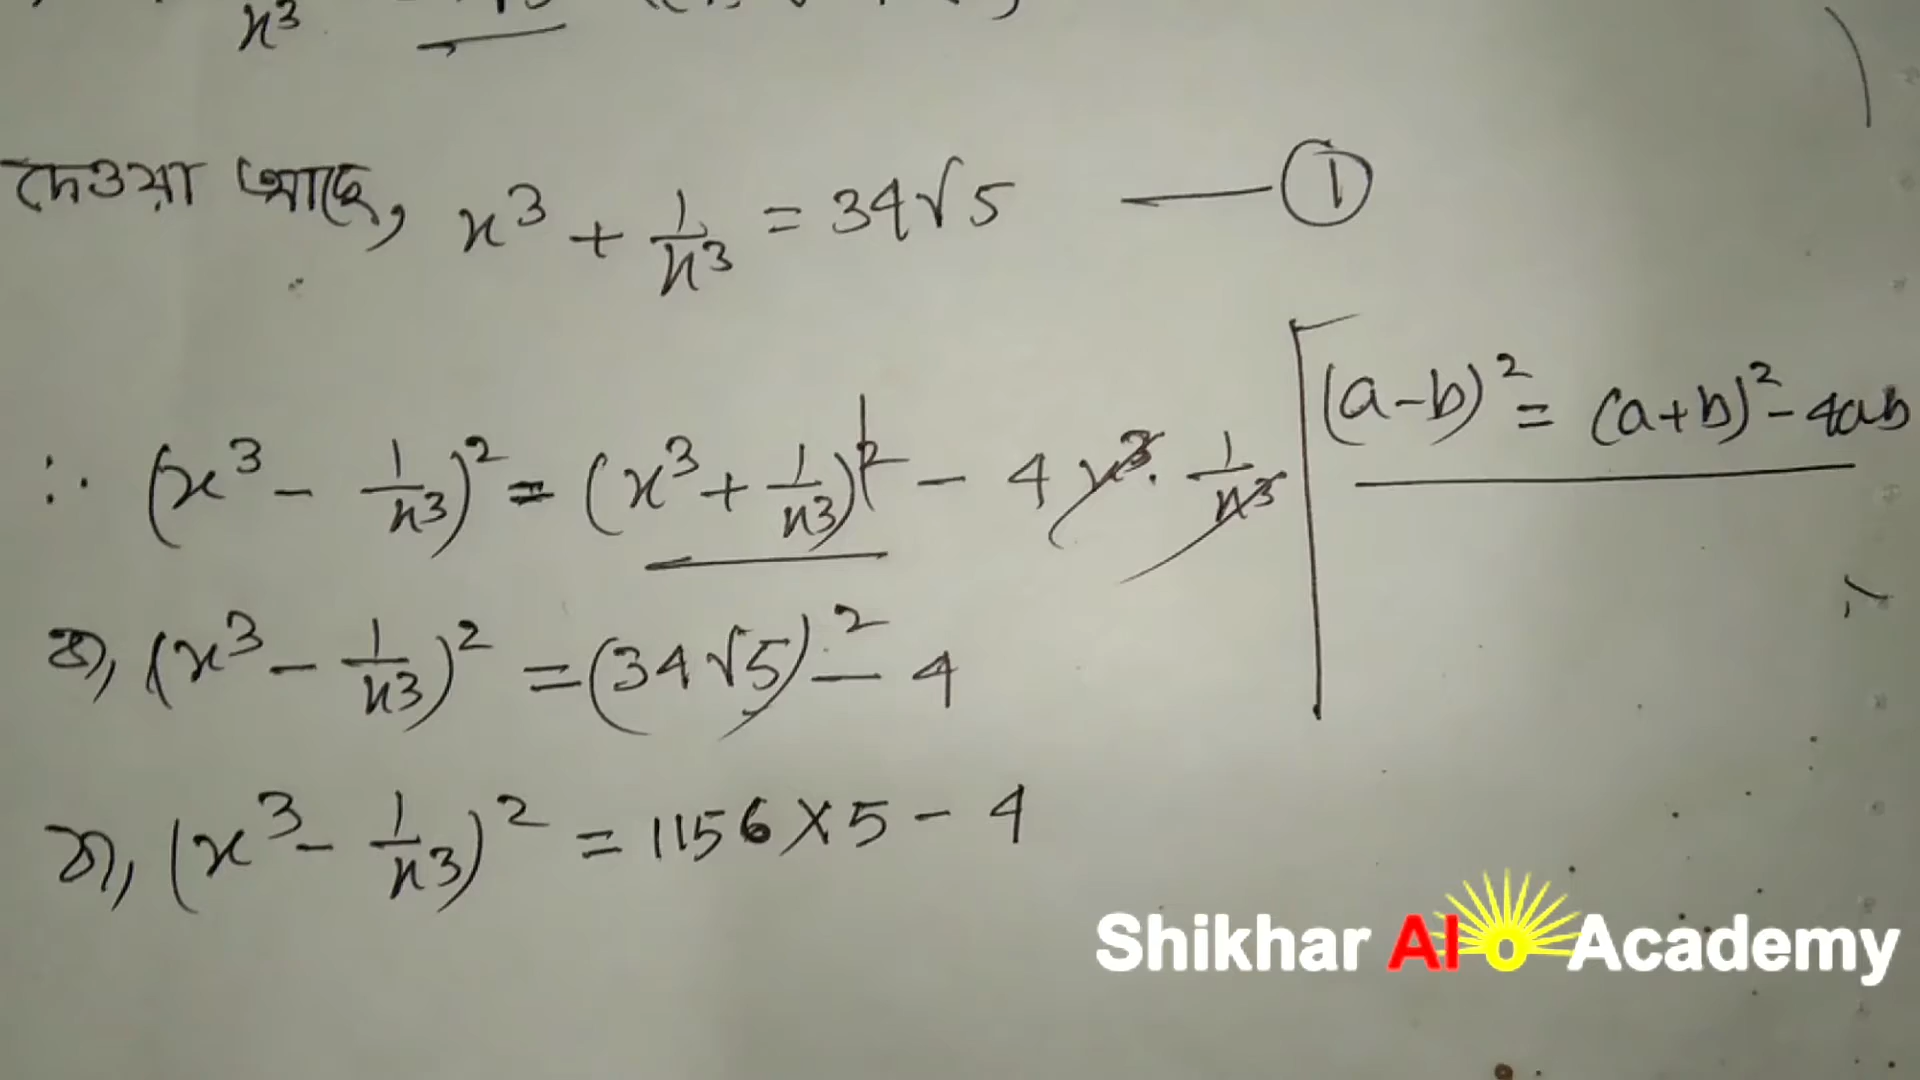 x³
দেওয়া আছে, x³ + 1/x³ = 34√5 — ①
∴ (x³ - 1/x³)² = (x³ + 1/x³)² - 4 x³. 1/x³
(a-b)² = (a+b)² - 4ab
বা, (x³ - 1/x³)² = (34√5)² - 4
বা, (x³ - 1/x³)² = 1156 × 5 - 4
Shikhar Alo Academy